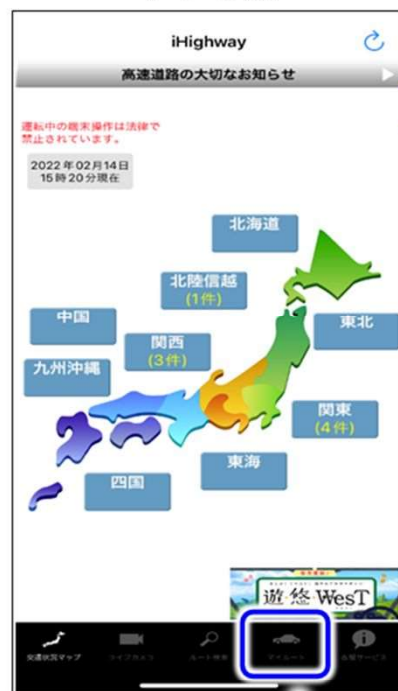 iHighway
高速道路の大切なお知らせ
運転中の端末操作は法律で
禁止されています。
2022年02月14日
15時20分現在
北海道
北陸信越
(1件)
中国
関西
(3件)
東北
九州沖縄
関東
(4件)
東海
四国
遊・悠・WesT
交通状況マップ
ライブカメラ
ルート検索
マイルート